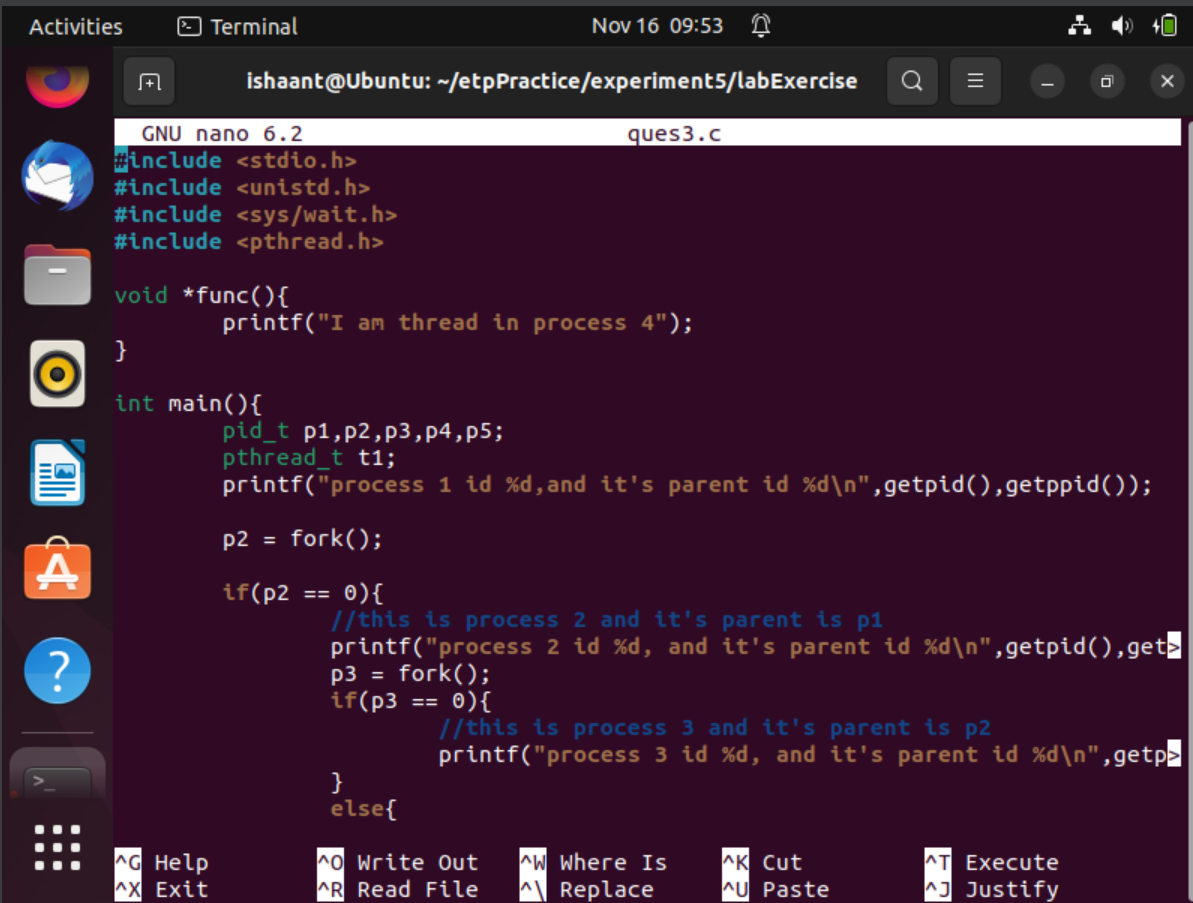 Activities Terminal Nov 16 09:53
ishaant@Ubuntu: ~/etpPractice/experiment5/labExercise
GNU nano 6.2 ques3.c
#include <stdio.h>
#include <unistd.h>
#include <sys/wait.h>
#include <pthread.h>
void *func(){
printf("I am thread in process 4");
}
int main(){
pid_t p1,p2,p3,p4,p5;
pthread_t t1;
printf("process 1 id %d,and it's parent id %d\n",getpid(),getppid());
p2 = fork();
if(p2 == 0){
//this is process 2 and it's parent is p1
printf("process 2 id %d, and it's parent id %d\n",getpid(),get>
p3 = fork();
if(p3 == 0){
//this is process 3 and it's parent is p2
printf("process 3 id %d, and it's parent id %d\n",getp>
}
else{
^G Help ^O Write Out ^W Where Is ^K Cut ^T Execute
^X Exit ^R Read File ^\ Replace ^U Paste ^J Justify